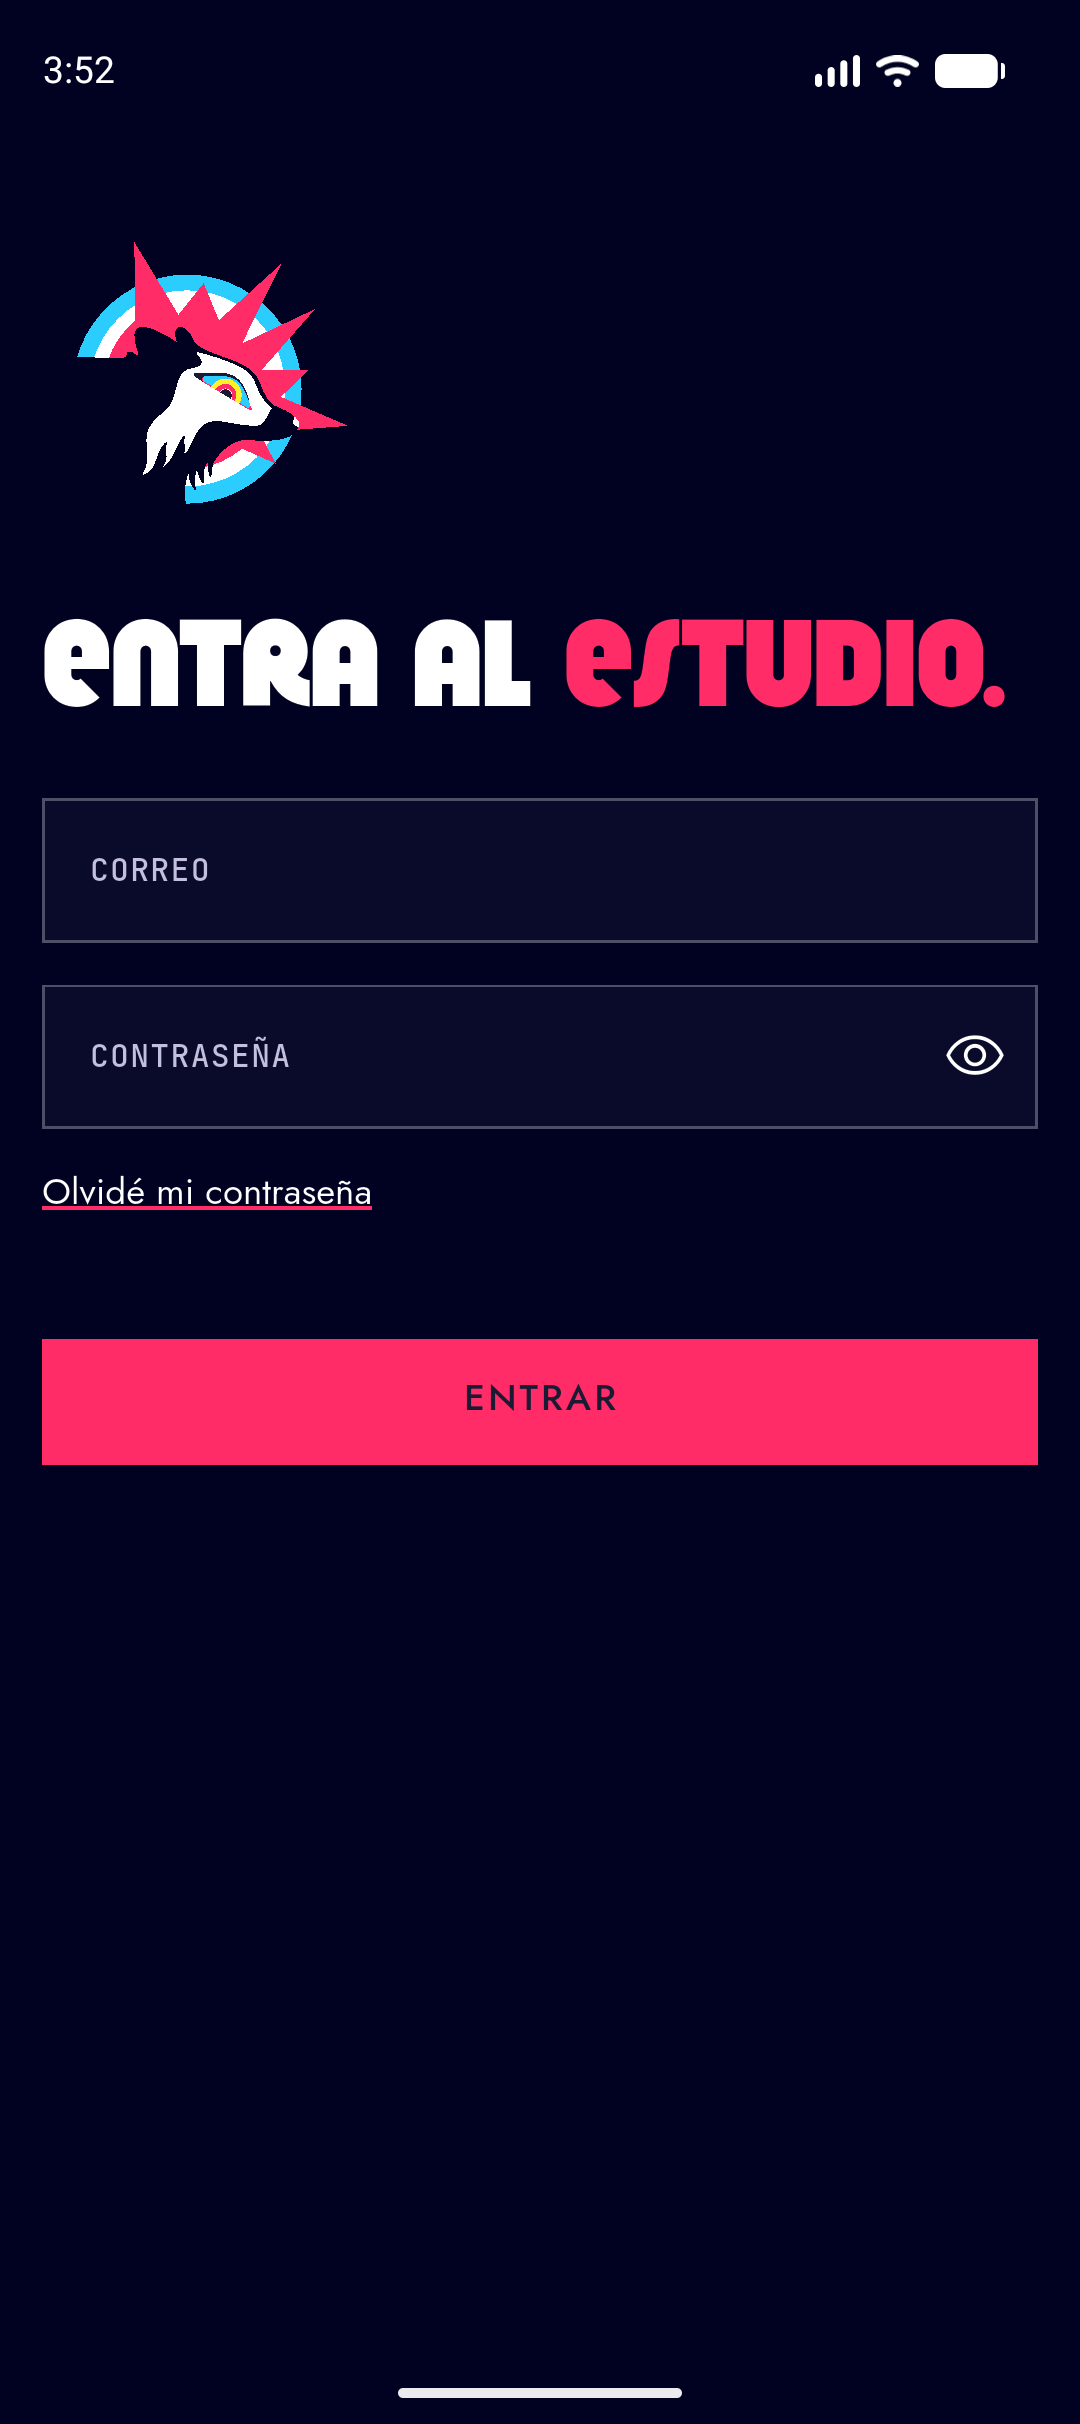 3:52
ENTRA AL ESTUDIO.
CORREO
CONTRASEÑA
Olvidé mi contraseña
ENTRAR